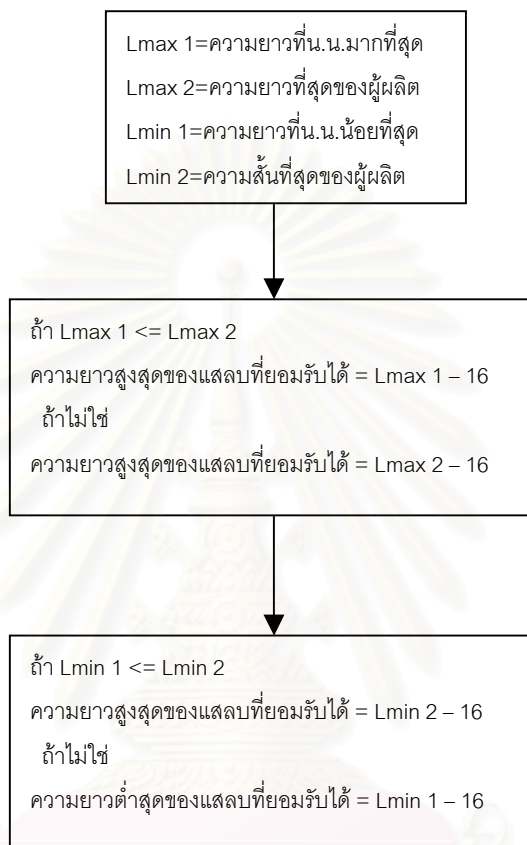 Lmax 1=ความยาวที่น.น.มากที่สุด
Lmax 2=ความยาวที่สุดของผู้ผลิต
Lmin 1=ความยาวที่น.น.น้อยที่สุด
Lmin 2=ความสั้นที่สุดของผู้ผลิต
ถ้า Lmax 1 <= Lmax 2
ความยาวสูงสุดของแสลบที่ยอมรับได้ = Lmax 1 – 16
ถ้าไม่ใช่
ความยาวสูงสุดของแสลบที่ยอมรับได้ = Lmax 2 – 16
ถ้า Lmin 1 <= Lmin 2
ความยาวสูงสุดของแสลบที่ยอมรับได้ = Lmin 2 – 16
ถ้าไม่ใช่
ความยาวต่ำสุดของแสลบที่ยอมรับได้ = Lmin 1 – 16